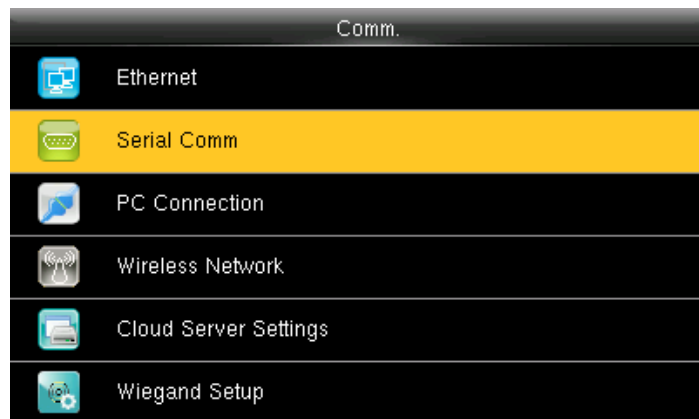 Comm.
Ethernet
Serial Comm
PC Connection
Wireless Network
Cloud Server Settings
Wiegand Setup